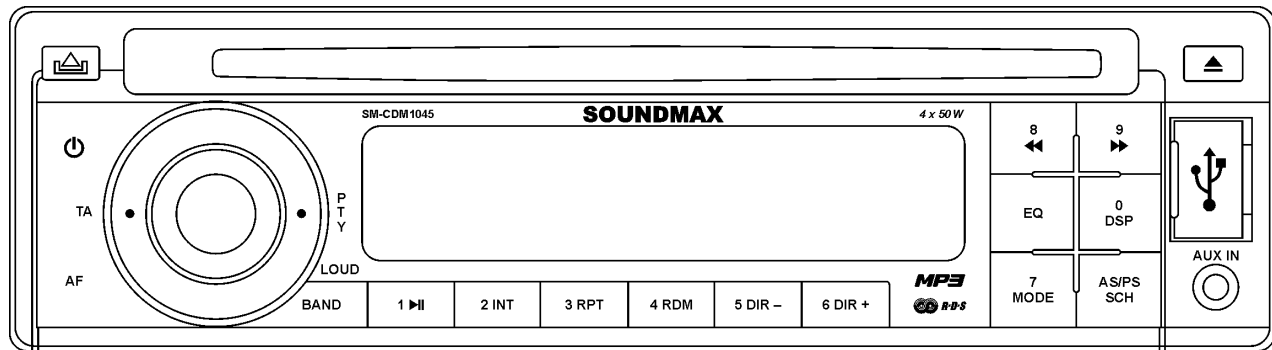 SM-CDM1045
SOUNDMAX
4 x 50 W
TA
AF
PTY
LOUD
BAND
1
2 INT
3 RPT
4 RDM
5 DIR –
6 DIR +
MP3
R·D·S
8
9
EQ
0
DSP
7
MODE
AS/PS
SCH
AUX IN